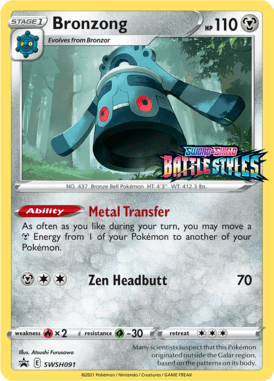 STAGE 1
Bronzong
HP 110
Evolves from Bronzor
Sword & Shield
BATTLE STYLES
NO. 437 Bronze Bell Pokémon HT: 4'3" WT: 412.3 lbs.
Ability Metal Transfer
As often as you like during your turn, you may move a
Energy from 1 of your Pokémon to another of your
Pokémon.
Zen Headbutt 70
weakness ×2 resistance -30 retreat
Illus. Atsushi Furusawa
E SWSH091
Many scientists suspect that this Pokémon
originated outside the Galar region,
based on the patterns on its body.
©2021 Pokémon / Nintendo / Creatures / GAME FREAK